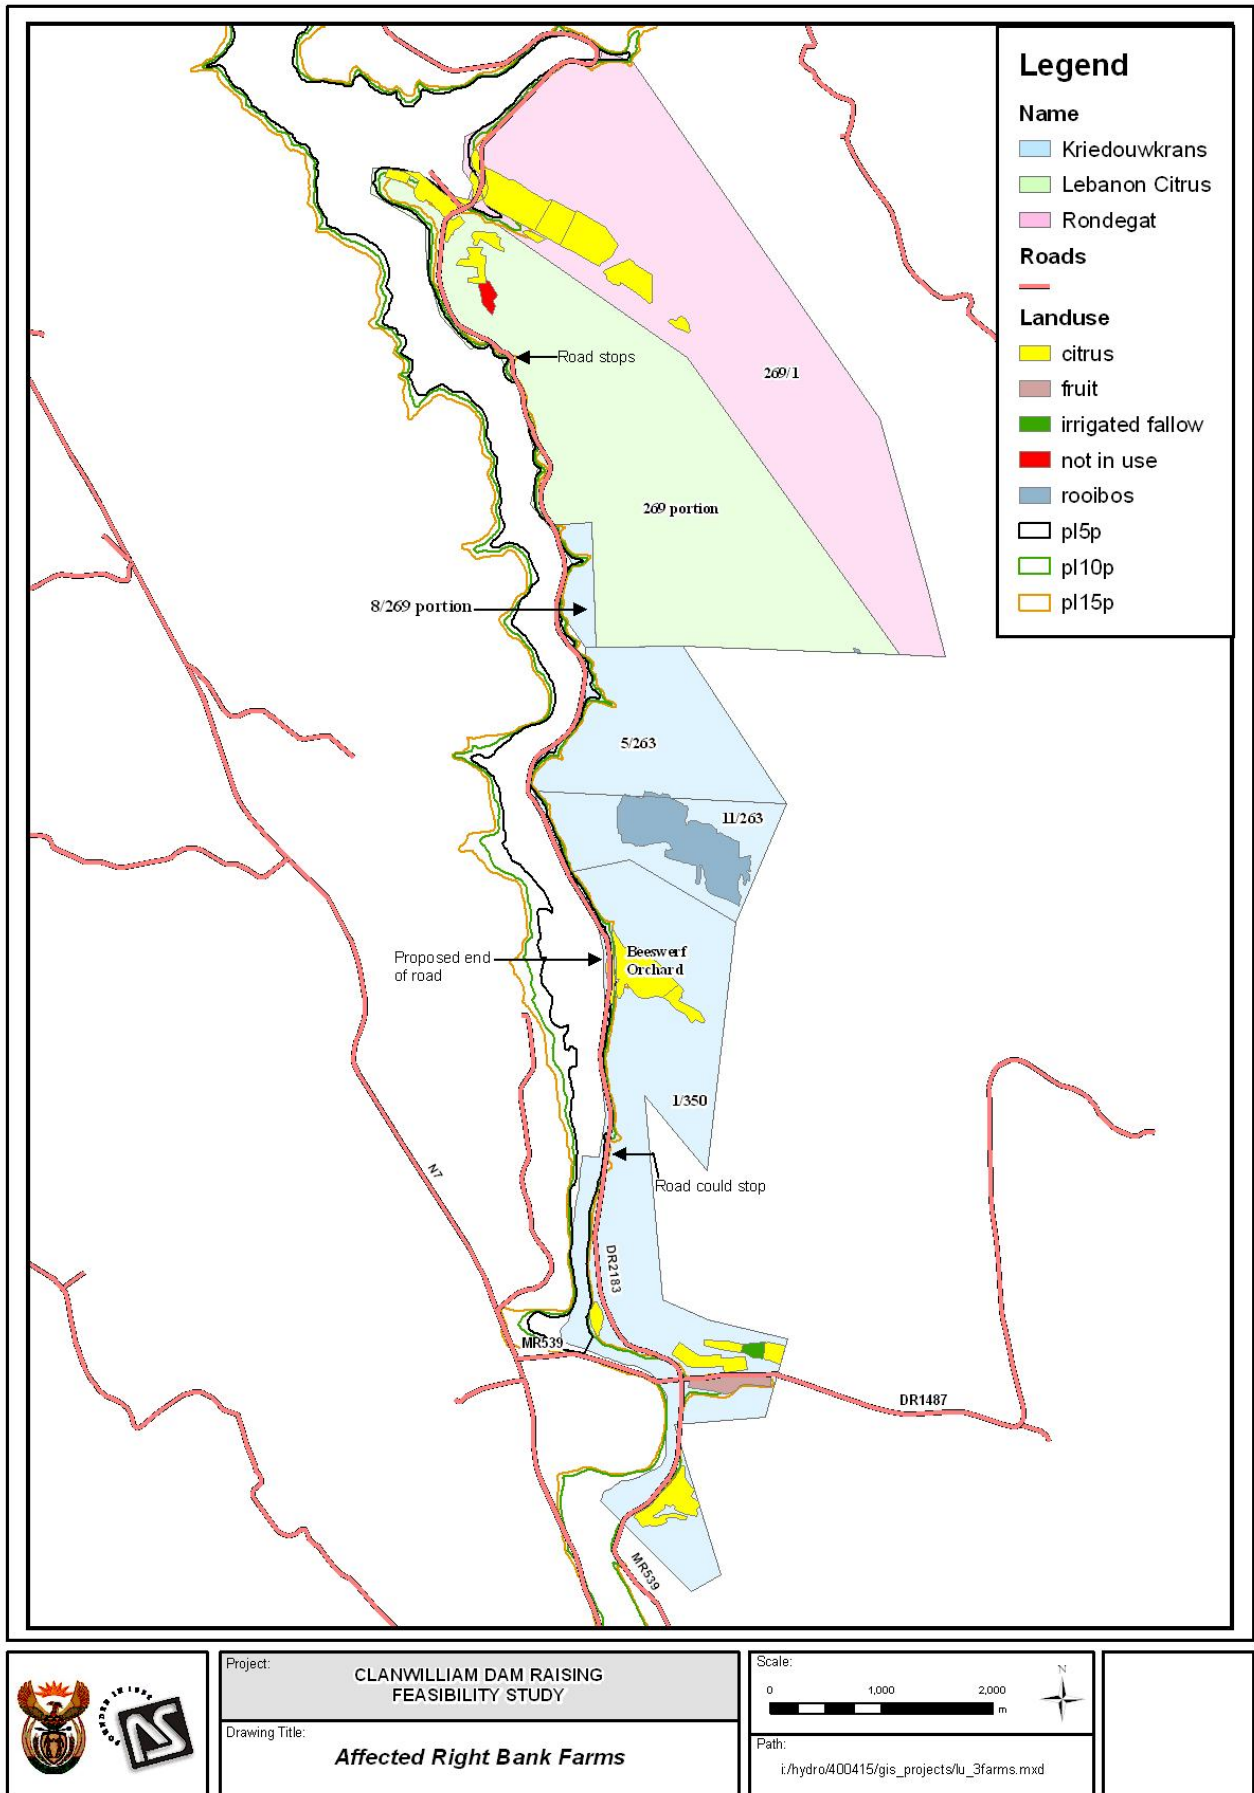 Legend
Name
Kriedouwkrans
Lebanon Citrus
Rondegat
Roads
Landuse
citrus
fruit
irrigated fallow
not in use
rooibos
pl5p
pl10p
pl15p
Road stops
269/1
269 portion
8/269 portion
5/263
11/263
Proposed end
of road
Beeswerf
Orchard
1/350
N7
Road could stop
DR2183
MR539
DR1487
MR539
FOUNDED IN 1952
Project:
CLANWILLIAM DAM RAISING
FEASIBILITY STUDY
Drawing Title:
Affected Right Bank Farms
Scale:
0 1,000 2,000
m
N
Path:
i:/hydro/400415/gis_projects/lu_3farms.mxd